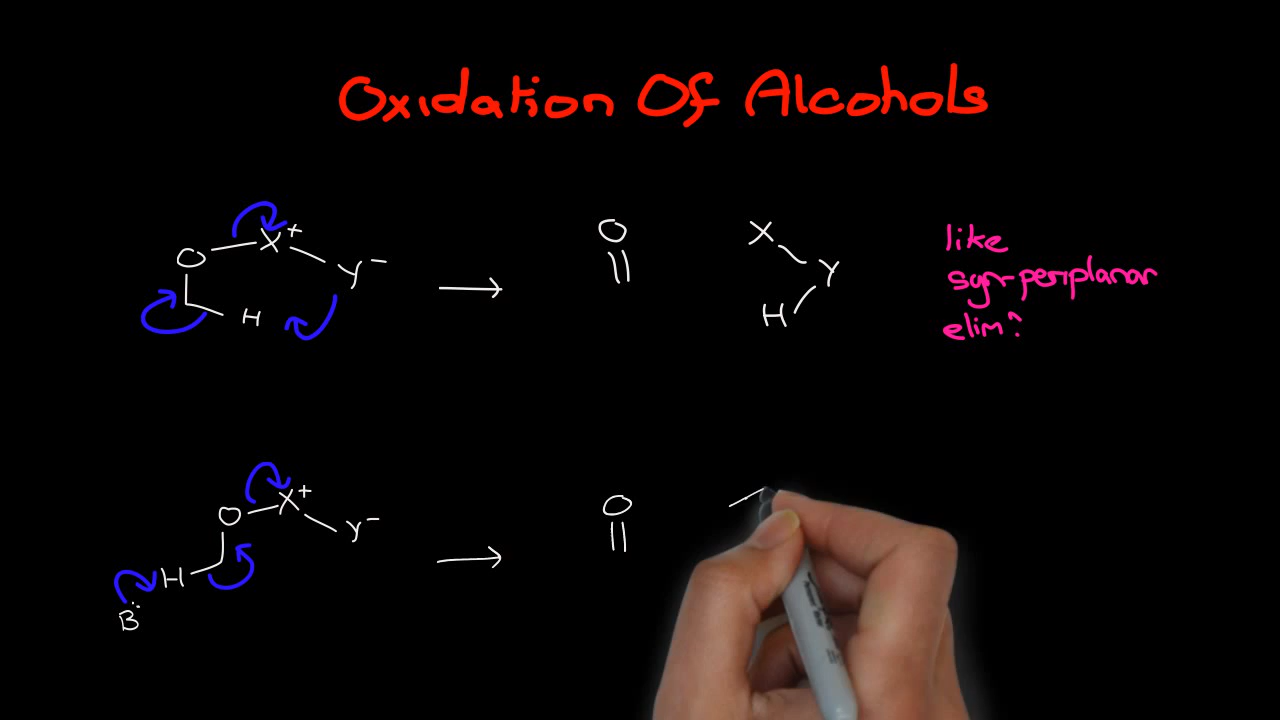 Oxidation Of Alcohols
O X+ Y−
H
O
X Y
H
like
syn-periplanar
elim?
O X+ Y−
H
B:
O